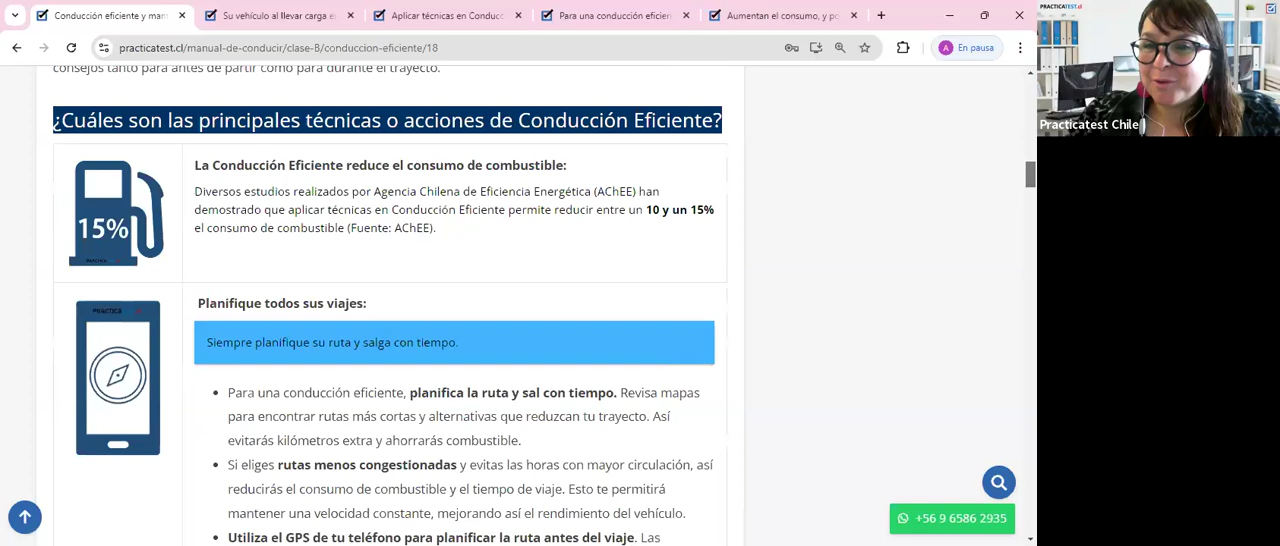 Conducción eficiente y mant
Su vehículo al llevar carga e
Aplicar técnicas en Conducc
Para una conducción eficien
Aumentan el consumo, y po
practicatest.cl/manual-de-conducir/clase-B/conduccion-eficiente/18
A
En pausa
consejos tanto para antes de partir como para durante el trayecto.
¿Cuáles son las principales técnicas o acciones de Conducción Eficiente?
15%
La Conducción Eficiente reduce el consumo de combustible:
Diversos estudios realizados por Agencia Chilena de Eficiencia Energética (AChEE) han
demostrado que aplicar técnicas en Conducción Eficiente permite reducir entre un 10 y un 15%
el consumo de combustible (Fuente: AChEE).
Planifique todos sus viajes:
Siempre planifique su ruta y salga con tiempo.
Para una conducción eficiente, planifica la ruta y sal con tiempo. Revisa mapas
para encontrar rutas más cortas y alternativas que reduzcan tu trayecto. Así
evitarás kilómetros extra y ahorrarás combustible.
Si eliges rutas menos congestionadas y evitas las horas con mayor circulación, así
reducirás el consumo de combustible y el tiempo de viaje. Esto te permitirá
mantener una velocidad constante, mejorando así el rendimiento del vehículo.
Utiliza el GPS de tu teléfono para planificar la ruta antes del viaje. Las
+56 9 6586 2935
PRACTICATEST.CL
Practicatest Chile